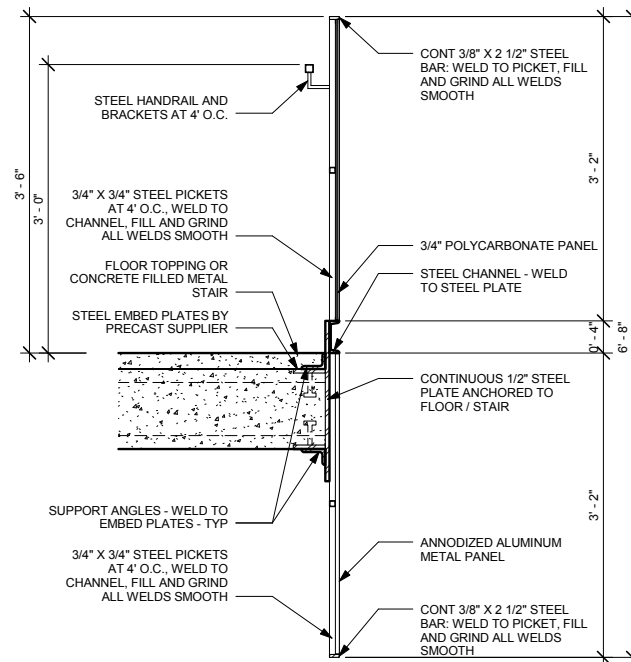 CONT 3/8" X 2 1/2" STEEL
BAR: WELD TO PICKET, FILL
AND GRIND ALL WELDS
SMOOTH
STEEL HANDRAIL AND
BRACKETS AT 4' O.C.
3' - 6"
3' - 0"
3' - 2"
3/4" X 3/4" STEEL PICKETS
AT 4' O.C., WELD TO
CHANNEL, FILL AND GRIND
ALL WELDS SMOOTH
3/4" POLYCARBONATE PANEL
FLOOR TOPPING OR
CONCRETE FILLED METAL
STAIR
STEEL CHANNEL - WELD
TO STEEL PLATE
STEEL EMBED PLATES BY
PRECAST SUPPLIER
0' - 4"
6' - 8"
CONTINUOUS 1/2" STEEL
PLATE ANCHORED TO
FLOOR / STAIR
SUPPORT ANGLES - WELD TO
EMBED PLATES - TYP
3' - 2"
3/4" X 3/4" STEEL PICKETS
AT 4' O.C., WELD TO
CHANNEL, FILL AND GRIND
ALL WELDS SMOOTH
ANNODIZED ALUMINUM
METAL PANEL
CONT 3/8" X 2 1/2" STEEL
BAR: WELD TO PICKET, FILL
AND GRIND ALL WELDS
SMOOTH